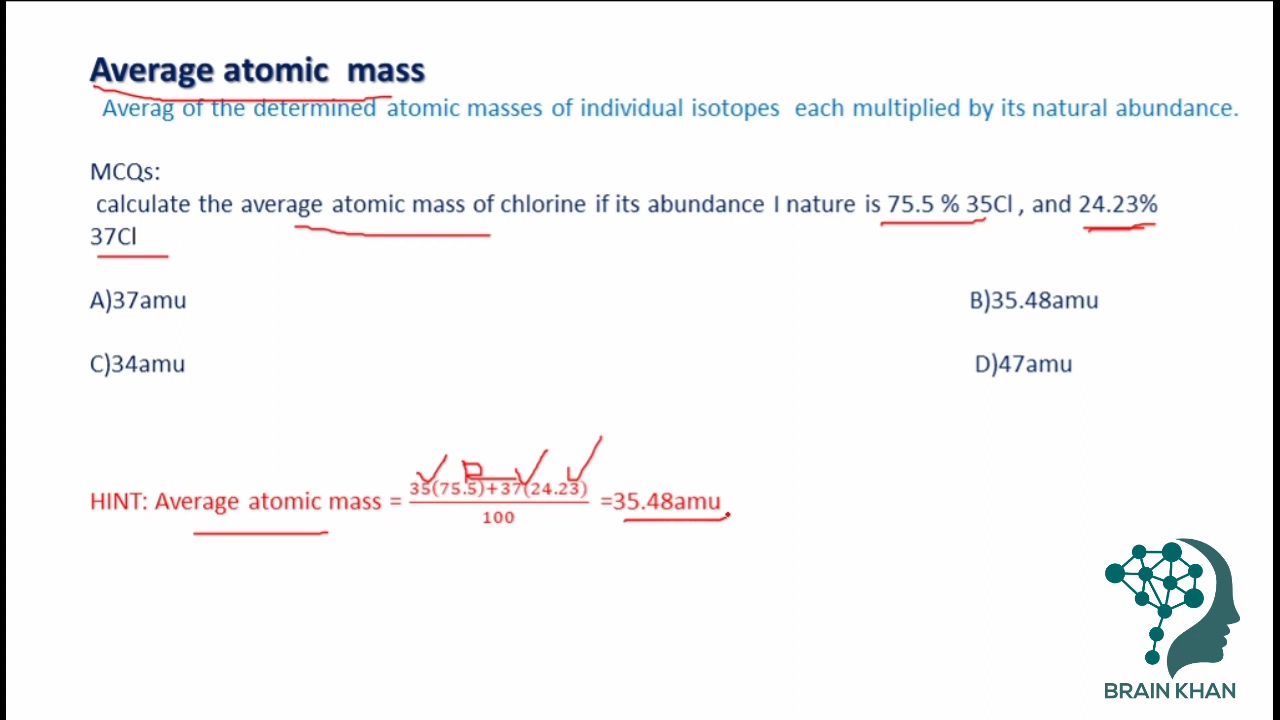 Average atomic mass
Averag of the determined atomic masses of individual isotopes each multiplied by its natural abundance.
MCQs:
calculate the average atomic mass of chlorine if its abundance I nature is 75.5 % 35Cl , and 24.23%
37Cl
A)37amu B)35.48amu
C)34amu D)47amu
HINT: Average atomic mass = 35(75.5)+37(24.23) / 100 =35.48amu
BRAIN KHAN